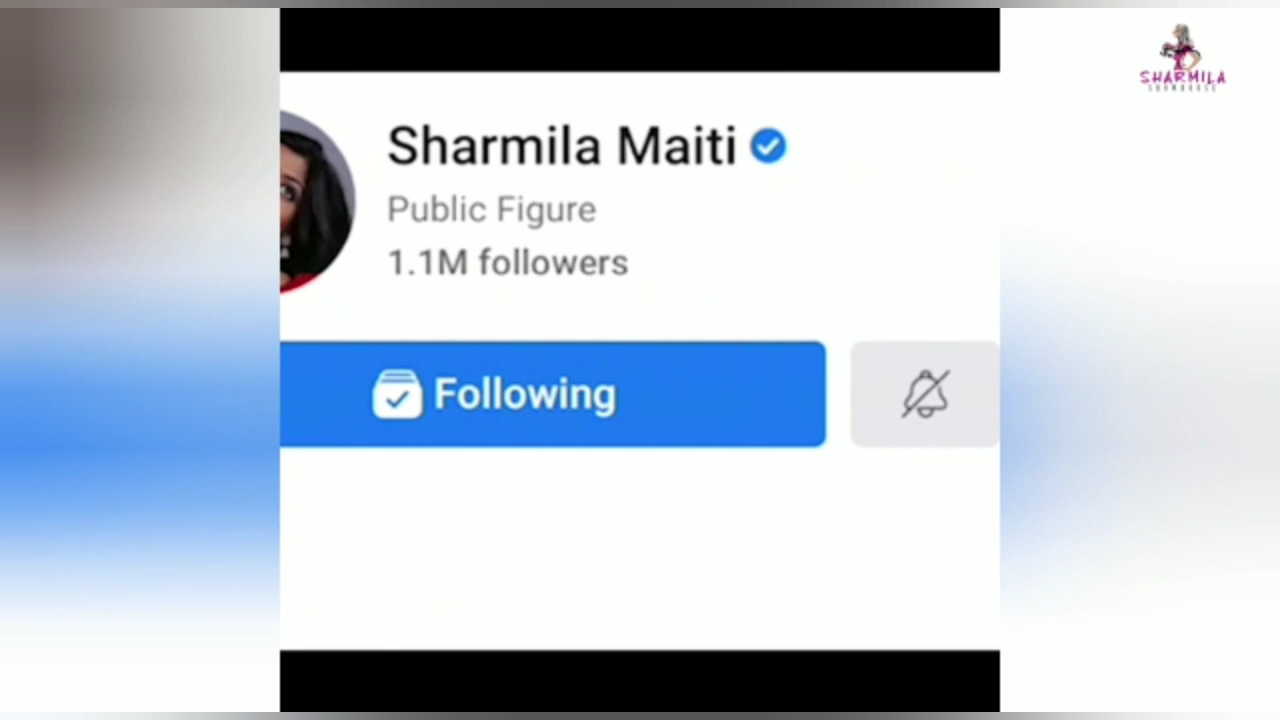 SHARMILA
Sharmila Maiti
Public Figure
1.1M followers
Following